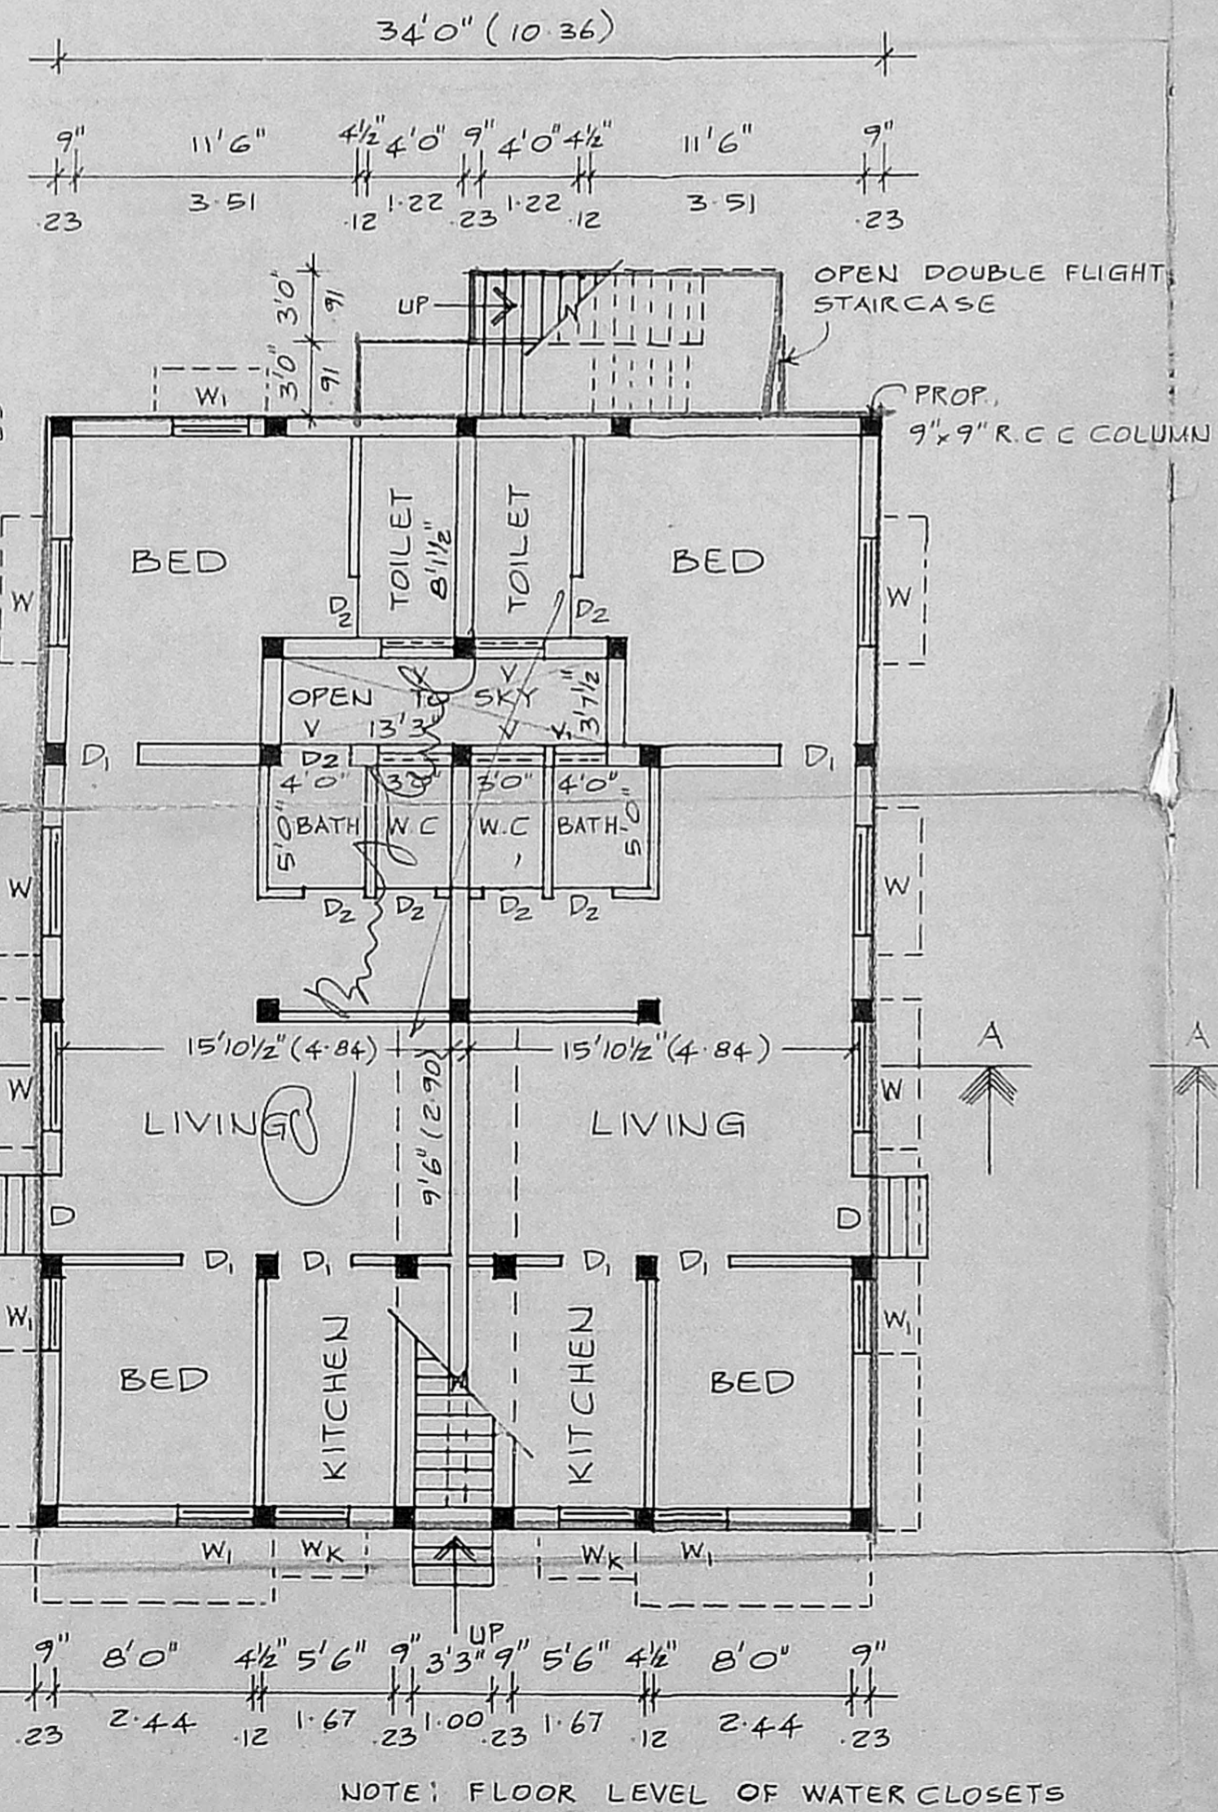 34'0" (10.36)
9" 11'6" 4½" 4'0" 9" 4'0" 4½" 11'6" 9"
.23 3.51 .12 1.22 .23 1.22 .12 3.51 .23
3'0" .91
3'0" .91
UP
OPEN DOUBLE FLIGHT
STAIRCASE
W1
PROP.,
9"x9" R.C C COLUMN
BED
TOILET
8'1½"
TOILET
BED
W
W
D2
D2
OPEN TO SKY
V V
V 13'3" V V1
3'7½"
D1 D2 D1
4'0" 3'0" 3'0" 4'0"
5'0" BATH W.C W.C BATH 5'0"
W
W
D2 D2 D2 D2
15'10½" (4.84) 15'10½" (4.84)
9'6" (2.90)
A A
W W
LIVING LIVING
D D
D1 D1 D1 D1
W1 W1
BED KITCHEN KITCHEN BED
W1 WK WK W1
UP
9" 8'0" 4½" 5'6" 9" 3'3" 9" 5'6" 4½" 8'0" 9"
.23 2.44 .12 1.67 .23 1.00 .23 1.67 .12 2.44 .23
NOTE: FLOOR LEVEL OF WATER CLOSETS